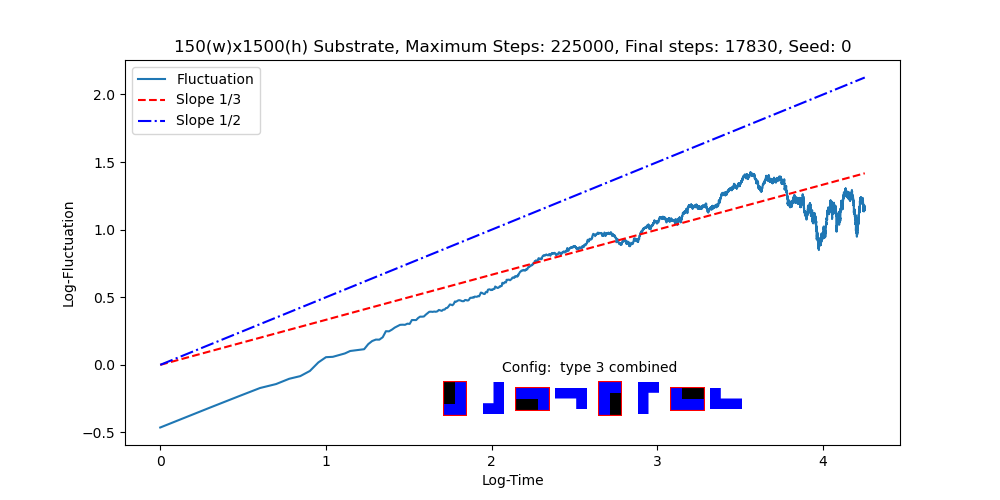 150(w)x1500(h) Substrate, Maximum Steps: 225000, Final steps: 17830, Seed: 0
Fluctuation
Slope 1/3
Slope 1/2
2.0
1.5
1.0
0.5
0.0
−0.5
Log-Fluctuation
Config:  type 3 combined
0 1 2 3 4
Log-Time